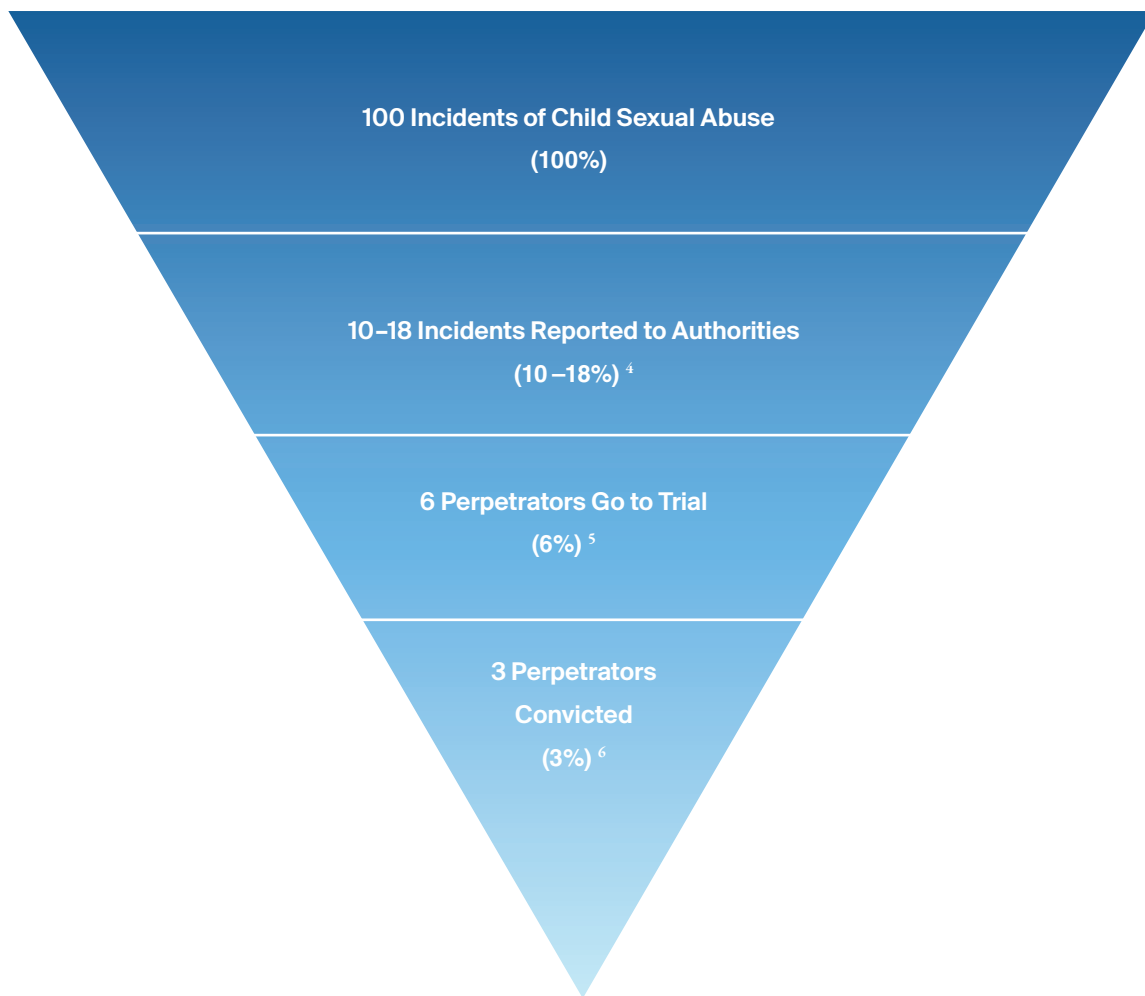 100 Incidents of Child Sexual Abuse
(100%)
10–18 Incidents Reported to Authorities
(10–18%) 4
6 Perpetrators Go to Trial
(6%) 5
3 Perpetrators
Convicted
(3%) 6